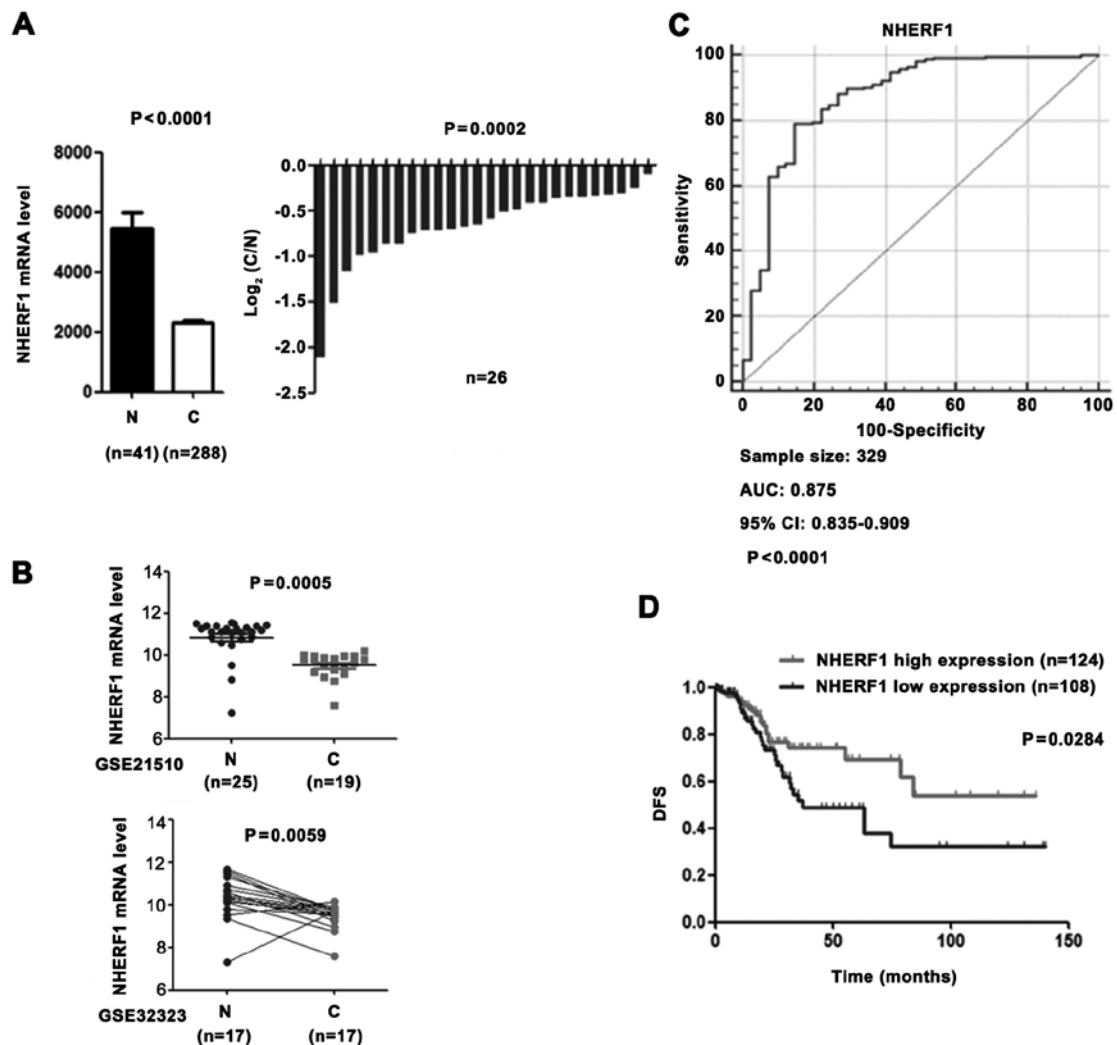 A
P<0.0001
NHERF1 mRNA level
8000
6000
4000
2000
0
N
C
(n=41) (n=288)
P=0.0002
Log₂ (C/N)
0.0
-0.5
-1.0
-1.5
-2.0
-2.5
n=26
C
NHERF1
Sensitivity
100
80
60
40
20
0
0 20 40 60 80 100
100-Specificity
Sample size: 329
AUC: 0.875
95% CI: 0.835-0.909
P<0.0001
B
NHERF1 mRNA level
14
12
10
8
6
P=0.0005
N C
GSE21510
(n=25) (n=19)
NHERF1 mRNA level
14
12
10
8
6
P=0.0059
N C
GSE32323
(n=17) (n=17)
D
NHERF1 high expression (n=124)
NHERF1 low expression (n=108)
P=0.0284
DFS
1.0
0.8
0.6
0.4
0.2
0.0
0 50 100 150
Time (months)